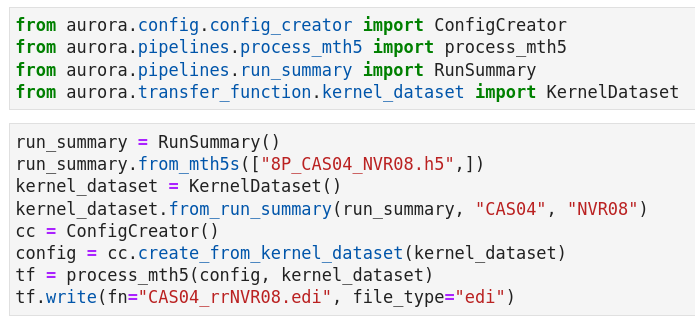 from aurora.config.config_creator import ConfigCreator
from aurora.pipelines.process_mth5 import process_mth5
from aurora.pipelines.run_summary import RunSummary
from aurora.transfer_function.kernel_dataset import KernelDataset
run_summary = RunSummary()
run_summary.from_mth5s(["8P_CAS04_NVR08.h5",])
kernel_dataset = KernelDataset()
kernel_dataset.from_run_summary(run_summary, "CAS04", "NVR08")
cc = ConfigCreator()
config = cc.create_from_kernel_dataset(kernel_dataset)
tf = process_mth5(config, kernel_dataset)
tf.write(fn="CAS04_rrNVR08.edi", file_type="edi")